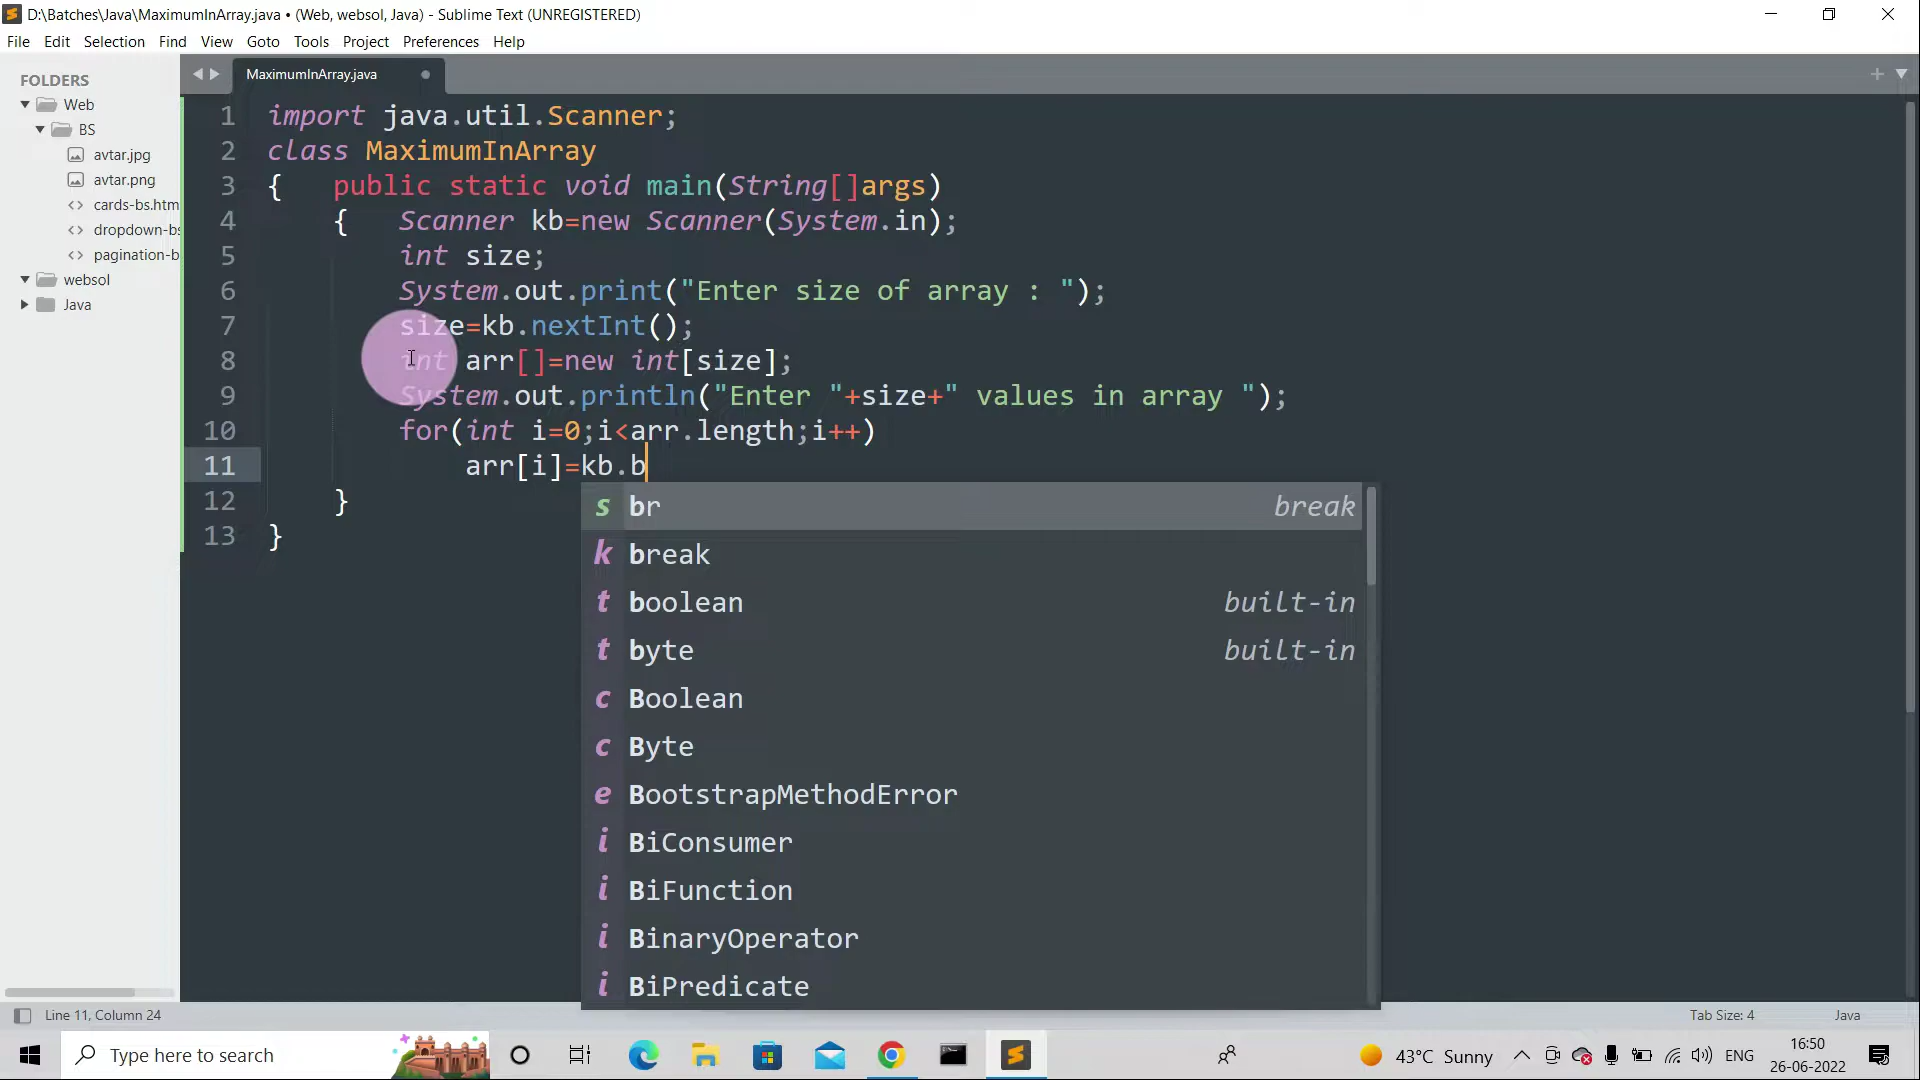 D:\Batches\Java\MaximumInArray.java • (Web, websol, Java) - Sublime Text (UNREGISTERED)
File Edit Selection Find View Goto Tools Project Preferences Help
FOLDERS
Web
BS
avtar.jpg
avtar.png
cards-bs.htm
dropdown-bs
pagination-b
websol
Java
MaximumInArray.java
1 import java.util.Scanner;
2 class MaximumInArray
3 { public static void main(String[]args)
4 { Scanner kb=new Scanner(System.in);
5 int size;
6 System.out.print("Enter size of array : ");
7 size=kb.nextInt();
8 int arr[]=new int[size];
9 System.out.println("Enter "+size+" values in array ");
10 for(int i=0;i<arr.length;i++)
11 arr[i]=kb.b
12 }
13 }
s br break
k break
t boolean built-in
t byte built-in
c Boolean
c Byte
e BootstrapMethodError
i BiConsumer
i BiFunction
i BinaryOperator
i BiPredicate
Line 11, Column 24 Tab Size: 4 Java
Type here to search
43°C Sunny
ENG
16:50
26-06-2022